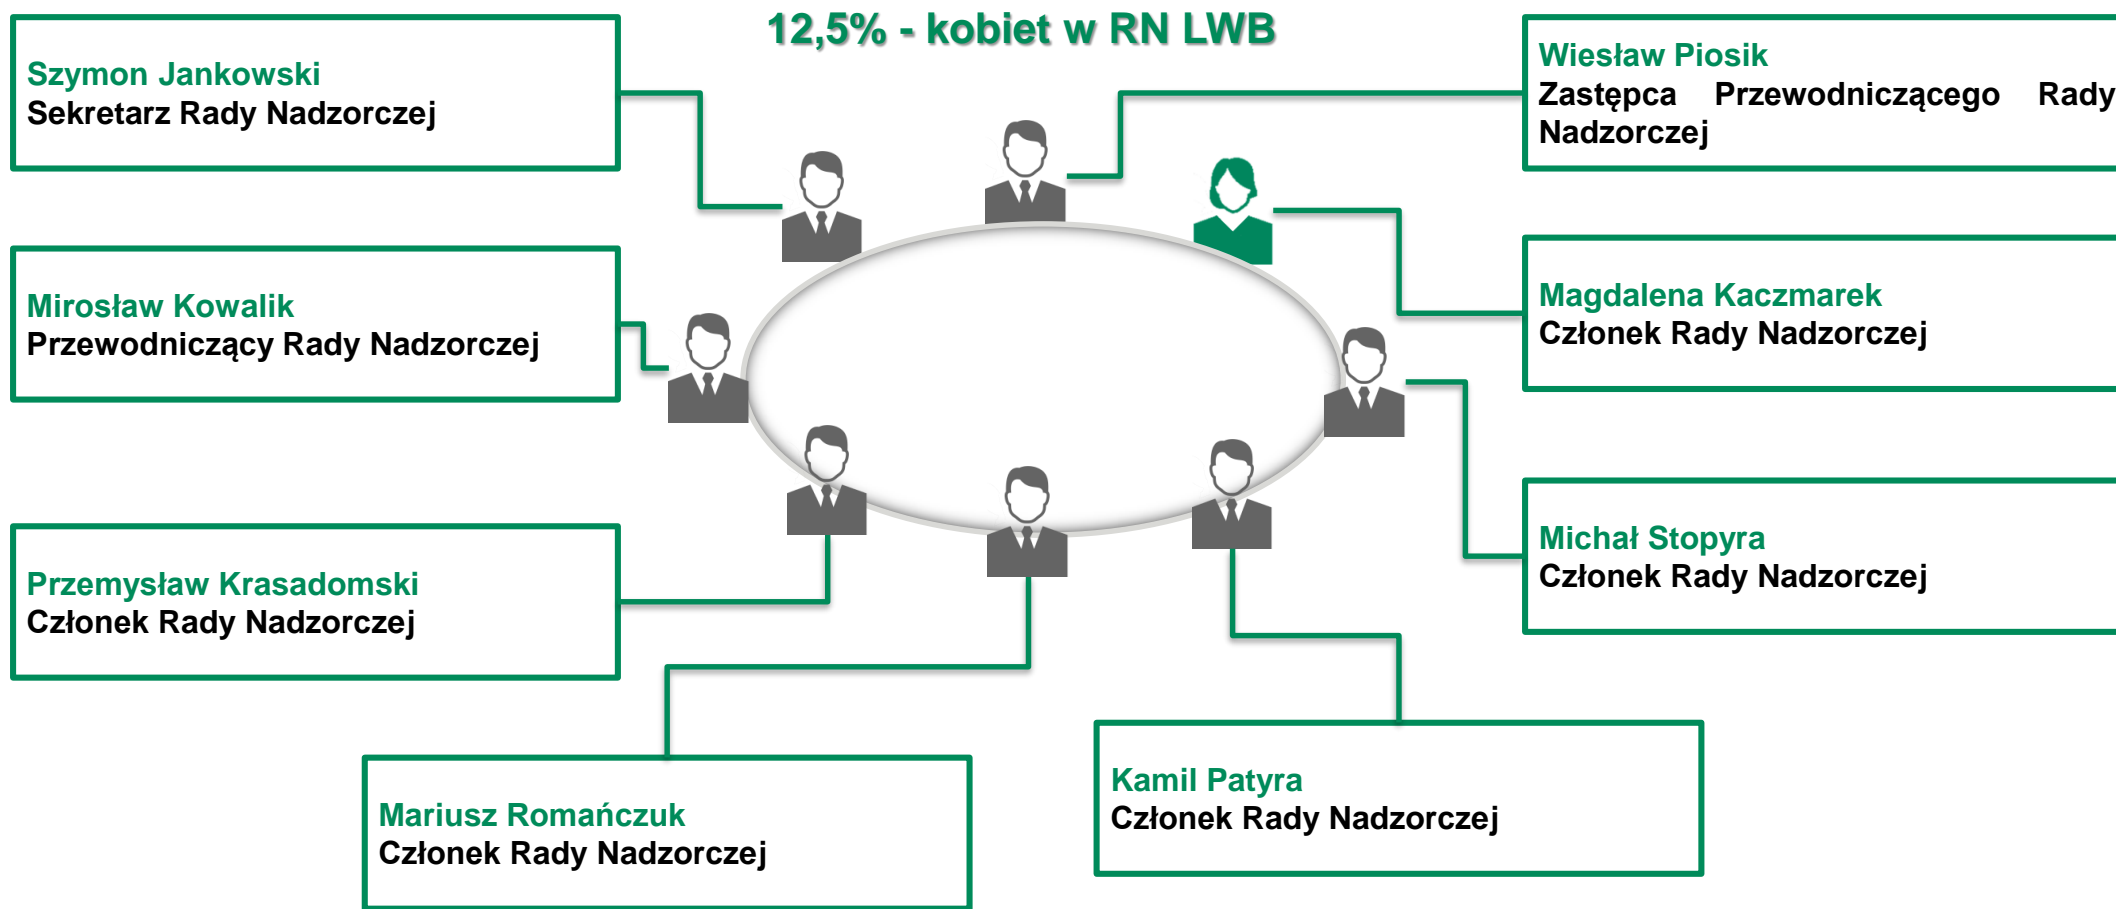 12,5% - kobiet w RN LWB
Szymon Jankowski
Sekretarz Rady Nadzorczej
Wiesław Piosik
Zastępca Przewodniczącego Rady
Nadzorczej
Mirosław Kowalik
Przewodniczący Rady Nadzorczej
Magdalena Kaczmarek
Członek Rady Nadzorczej
Przemysław Krasadomski
Członek Rady Nadzorczej
Michał Stopyra
Członek Rady Nadzorczej
Mariusz Romańczuk
Członek Rady Nadzorczej
Kamil Patyra
Członek Rady Nadzorczej